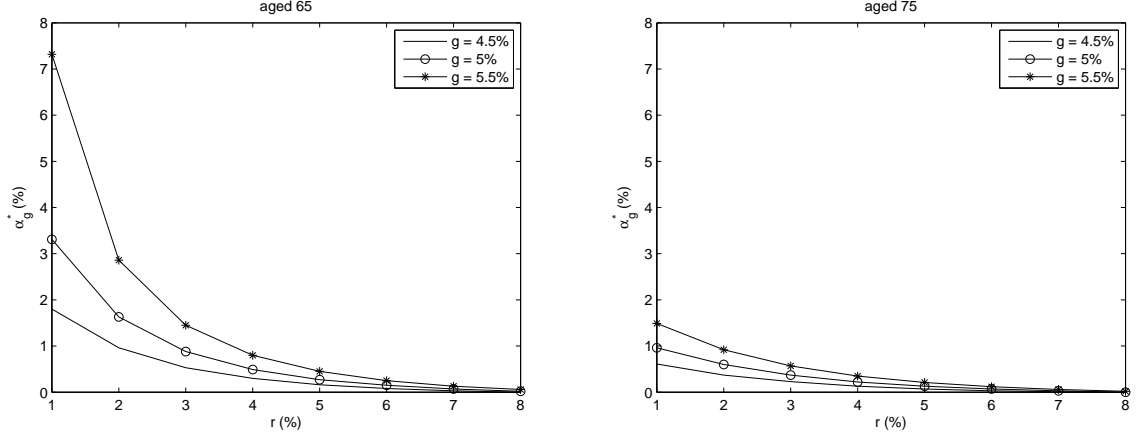 aged 65
8
7
6
5
4
3
2
1
0
α*g (%)
1 2 3 4 5 6 7 8
r (%)
g = 4.5%
g = 5%
g = 5.5%
aged 75
8
7
6
5
4
3
2
1
0
α*g (%)
1 2 3 4 5 6 7 8
r (%)
g = 4.5%
g = 5%
g = 5.5%